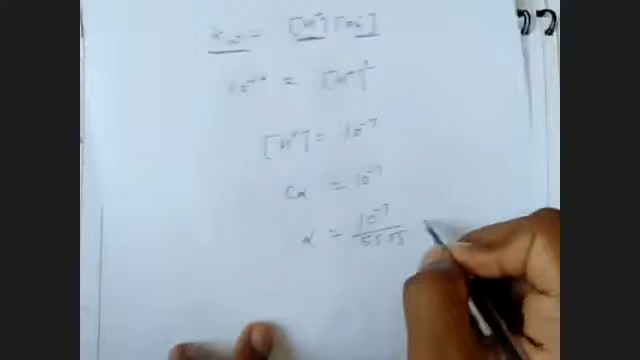 Kw = [H⁺] [OH⁻]
10⁻¹⁴ = [H⁺]²
[H⁺] = 10⁻⁷
Cα = 10⁻⁷
α = 10⁻⁷ / 55.55